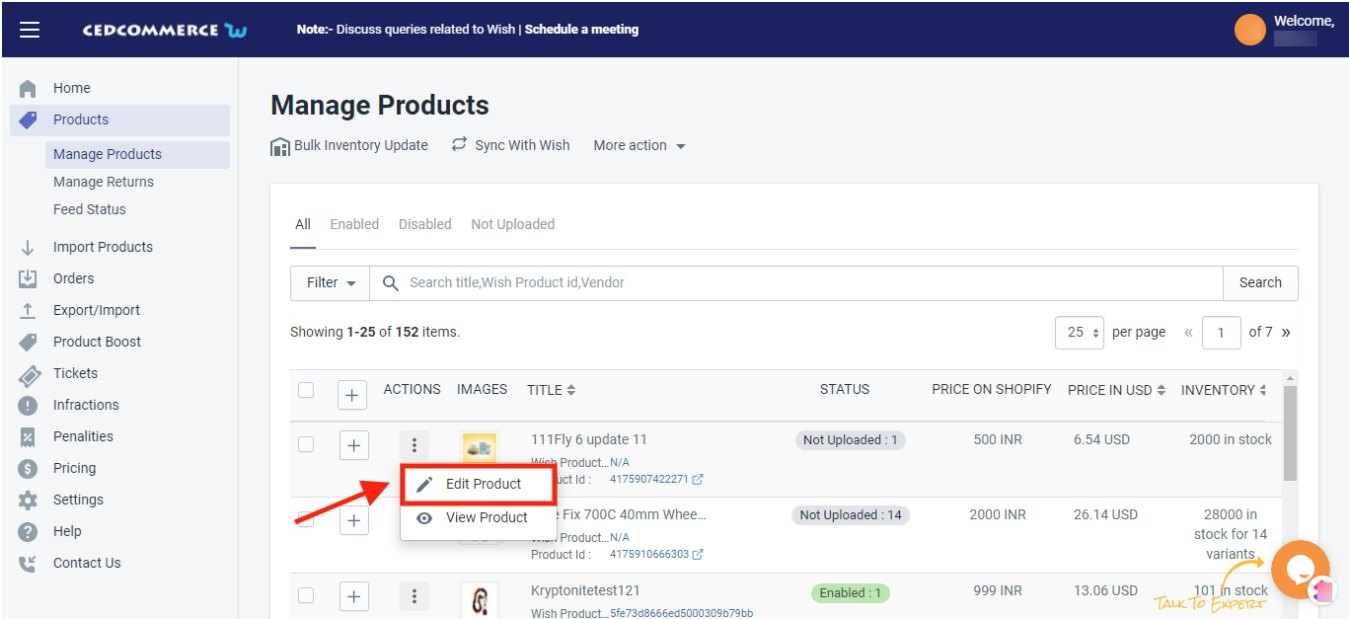 CEDCOMMERCE
Note:- Discuss queries related to Wish | Schedule a meeting
Welcome,
Home
Products
Manage Products
Manage Returns
Feed Status
Import Products
Orders
Export/Import
Product Boost
Tickets
Infractions
Penalities
Pricing
Settings
Help
Contact Us
Manage Products
Bulk Inventory Update Sync With Wish More action
All Enabled Disabled Not Uploaded
Filter Search title,Wish Product id,Vendor Search
Showing 1-25 of 152 items. 25 per page « 1 of 7 »
ACTIONS IMAGES TITLE STATUS PRICE ON SHOPIFY PRICE IN USD INVENTORY
111Fly 6 update 11 Not Uploaded : 1 500 INR 6.54 USD 2000 in stock
Wish Product...N/A
Id : 4175907422271
Edit Product
View Product
Fix 700C 40mm Whee... Not Uploaded : 14 2000 INR 26.14 USD 28000 in
stock for 14
variants
Product...N/A
Product Id : 4175910666303
Kryptonitetest121 Enabled : 1 999 INR 13.06 USD 101 in stock
Wish Product...5fe73d8666ed5000309b79bb
TALK TO EXPERT